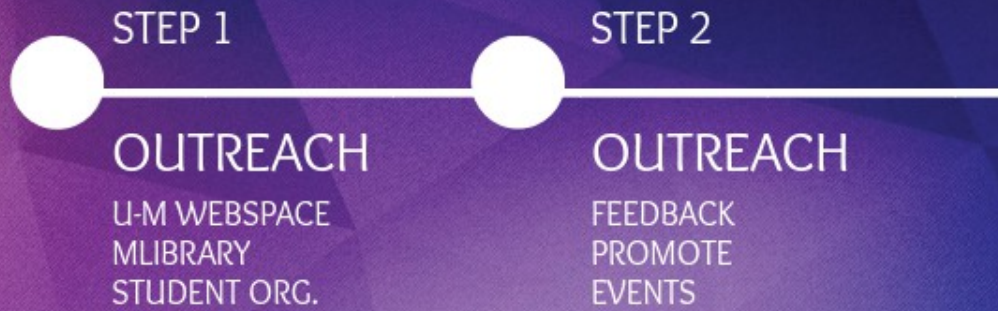 STEP 1
OUTREACH
U-M WEBSPACE
MLIBRARY
STUDENT ORG.
STEP 2
OUTREACH
FEEDBACK
PROMOTE
EVENTS